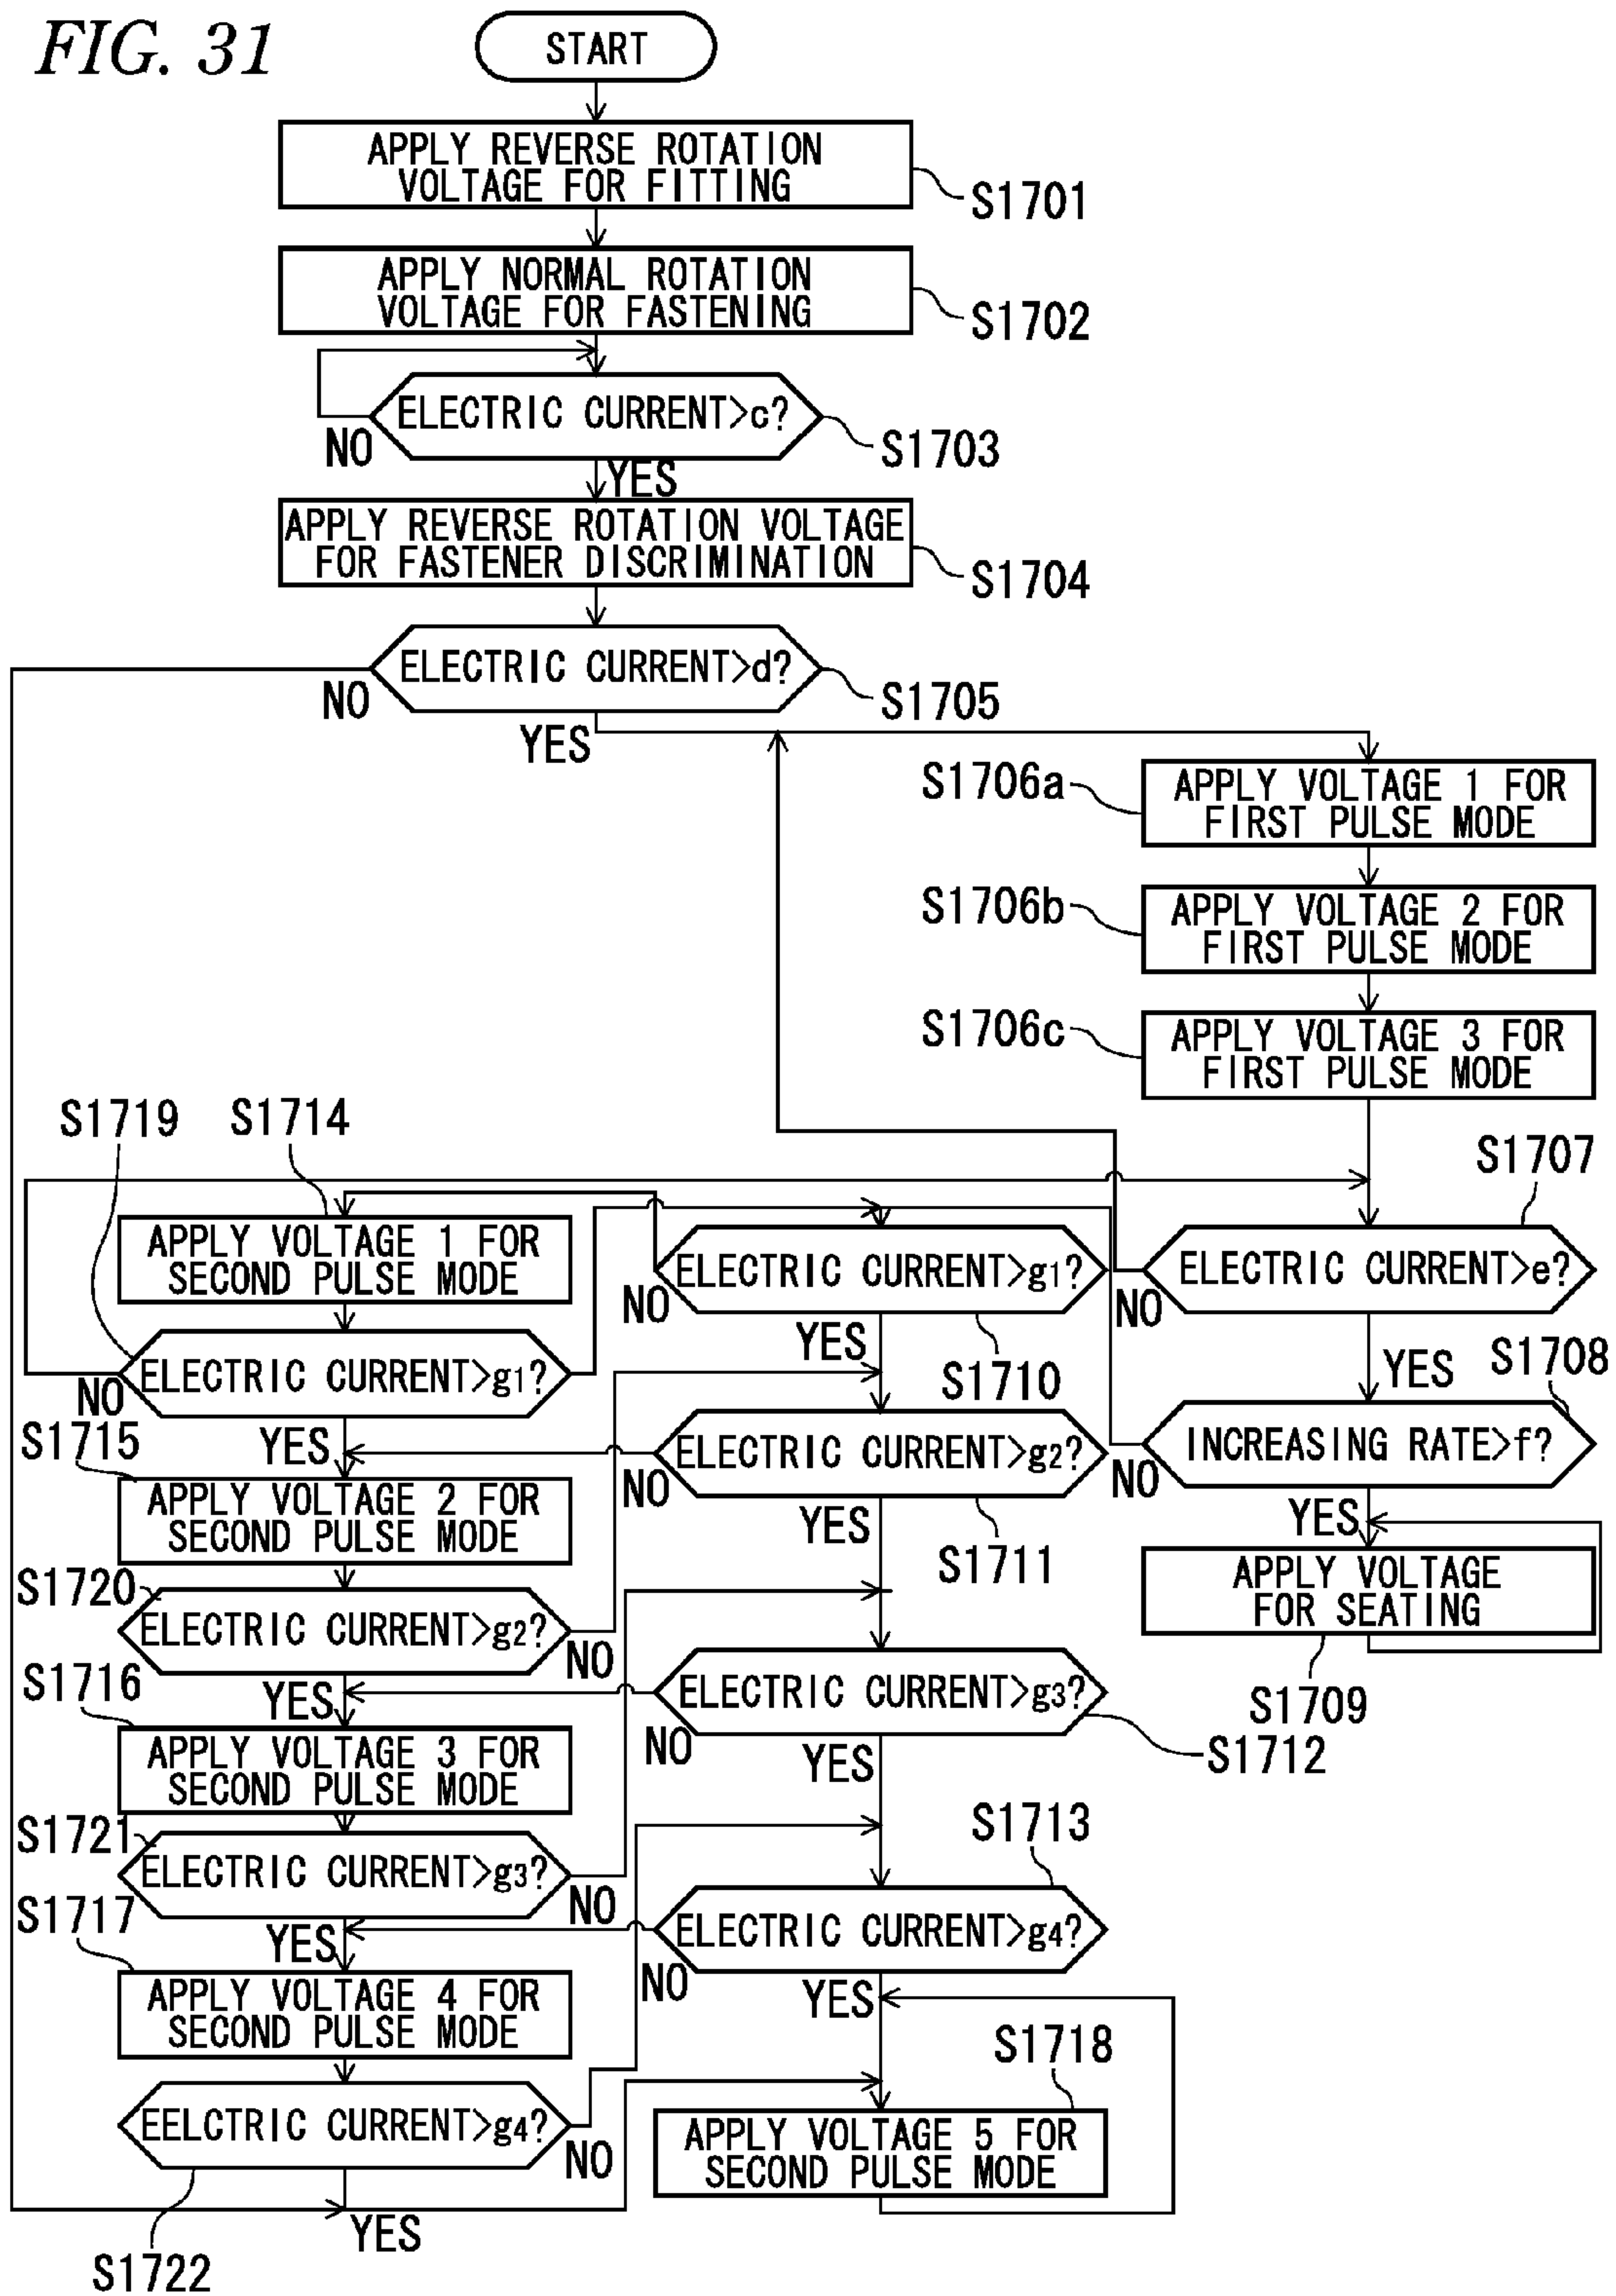 FIG. 31
START
APPLY REVERSE ROTATION
VOLTAGE FOR FITTING
S1701
APPLY NORMAL ROTATION
VOLTAGE FOR FASTENING
S1702
ELECTRIC CURRENT>c?
S1703
NO
YES
APPLY REVERSE ROTATION VOLTAGE
FOR FASTENER DISCRIMINATION
S1704
ELECTRIC CURRENT>d?
S1705
NO
YES
S1706a
APPLY VOLTAGE 1 FOR
FIRST PULSE MODE
S1706b
APPLY VOLTAGE 2 FOR
FIRST PULSE MODE
S1706c
APPLY VOLTAGE 3 FOR
FIRST PULSE MODE
S1719
S1714
S1707
APPLY VOLTAGE 1 FOR
SECOND PULSE MODE
ELECTRIC CURRENT>g1?
NO
YES
S1710
ELECTRIC CURRENT>e?
NO
YES
S1708
ELECTRIC CURRENT>g1?
NO
YES
S1715
ELECTRIC CURRENT>g2?
NO
YES
S1711
INCREASING RATE>f?
NO
YES
APPLY VOLTAGE 2 FOR
SECOND PULSE MODE
APPLY VOLTAGE
FOR SEATING
S1709
S1720
ELECTRIC CURRENT>g2?
NO
YES
S1716
ELECTRIC CURRENT>g3?
NO
YES
S1712
APPLY VOLTAGE 3 FOR
SECOND PULSE MODE
S1721
ELECTRIC CURRENT>g3?
NO
YES
S1717
S1713
ELECTRIC CURRENT>g4?
NO
YES
APPLY VOLTAGE 4 FOR
SECOND PULSE MODE
S1718
EELCTRIC CURRENT>g4?
NO
YES
S1722
APPLY VOLTAGE 5 FOR
SECOND PULSE MODE